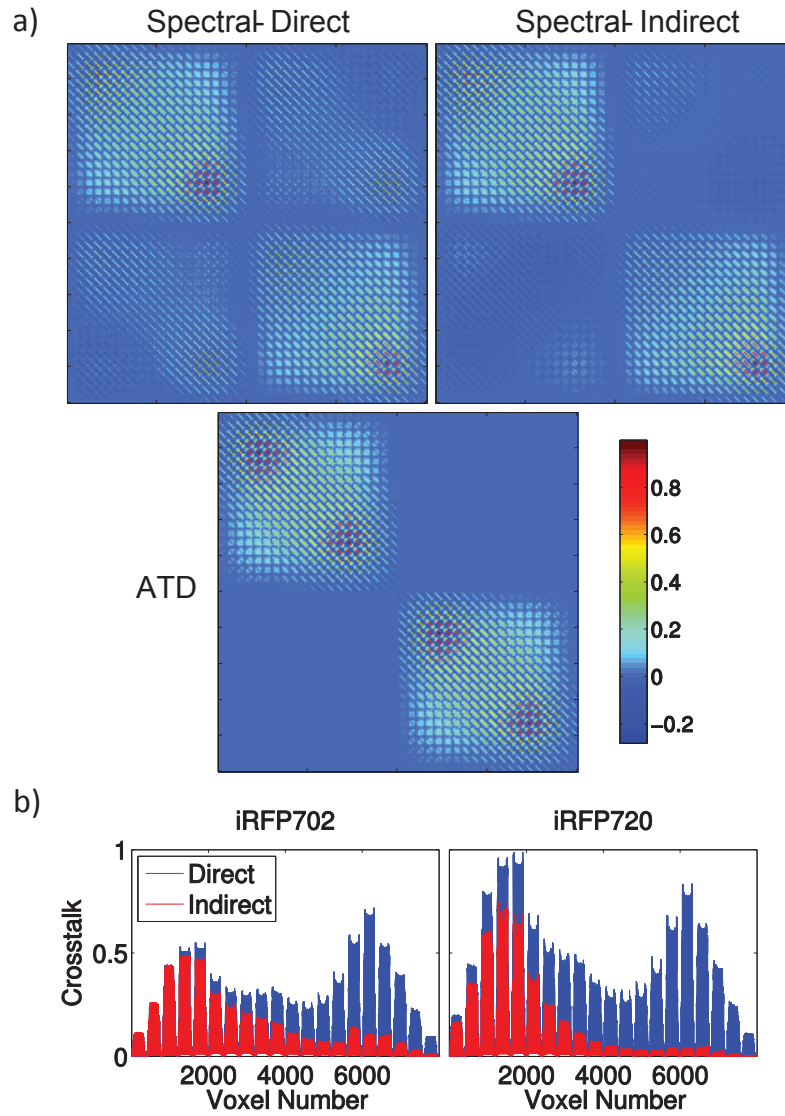 a)
Spectral- Direct
Spectral- Indirect
ATD
0.8
0.6
0.4
0.2
0
−0.2
b)
iRFP702
iRFP720
Crosstalk
1
0.5
0
Direct
Indirect
2000 4000 6000
2000 4000 6000
Voxel Number
Voxel Number